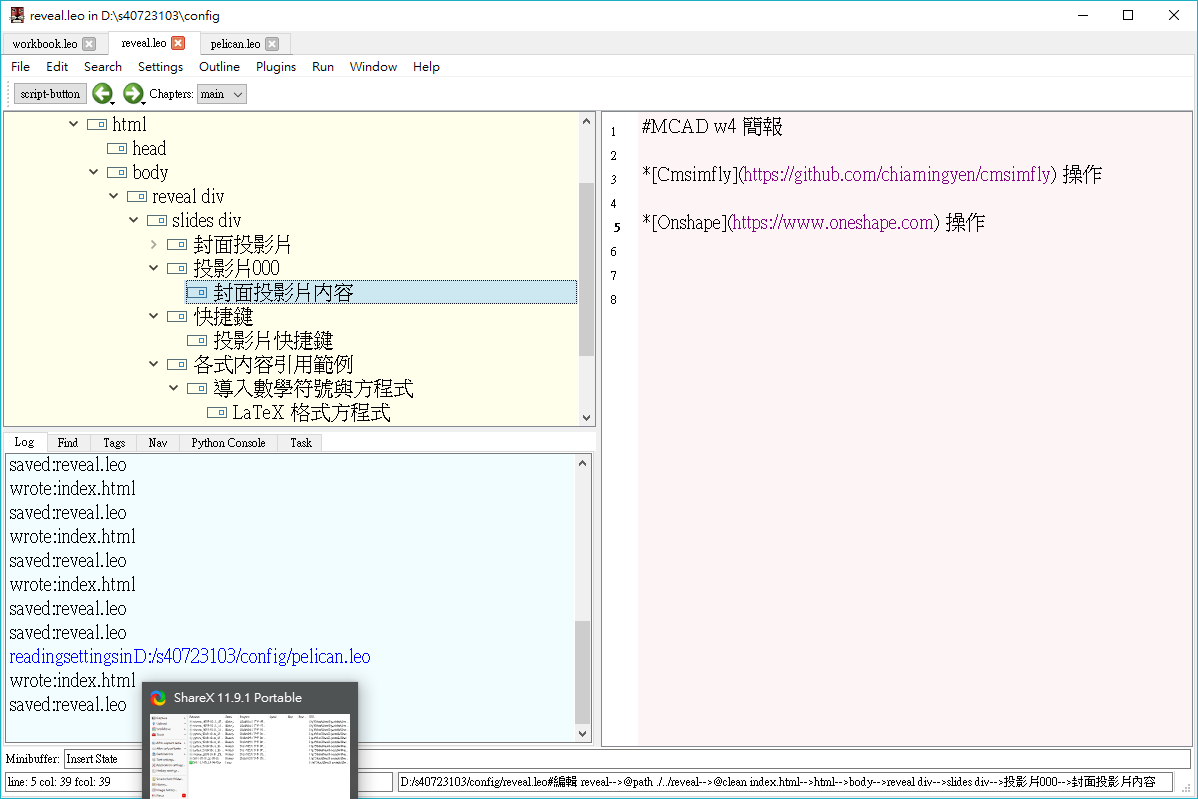 reveal.leo in D:\s40723103\config
workbook.leo reveal.leo pelican.leo
File Edit Search Settings Outline Plugins Run Window Help
script-button Chapters: main
html
head
body
reveal div
slides div
封面投影片
投影片000
封面投影片內容
快捷鍵
投影片快捷鍵
各式內容引用範例
導入數學符號與方程式
LaTeX 格式方程式
1 #MCAD w4 簡報
2
3 *[Cmsimfly](https://github.com/chiamingyen/cmsimfly) 操作
4
5 *[Onshape](https://www.oneshape.com) 操作
6
7
8
Log Find Tags Nav Python Console Task
saved:reveal.leo
wrote:index.html
saved:reveal.leo
wrote:index.html
saved:reveal.leo
wrote:index.html
saved:reveal.leo
saved:reveal.leo
readingsettingsinD:/s40723103/config/pelican.leo
wrote:index.html
saved:reveal.leo
ShareX 11.9.1 Portable
Minibuffer: Insert State
line: 5 col: 39 fcol: 39
D:/s40723103/config/reveal.leo#編輯 reveal-->@path ./../reveal-->@clean index.html-->html-->body-->reveal div-->slides div-->投影片000-->封面投影片內容